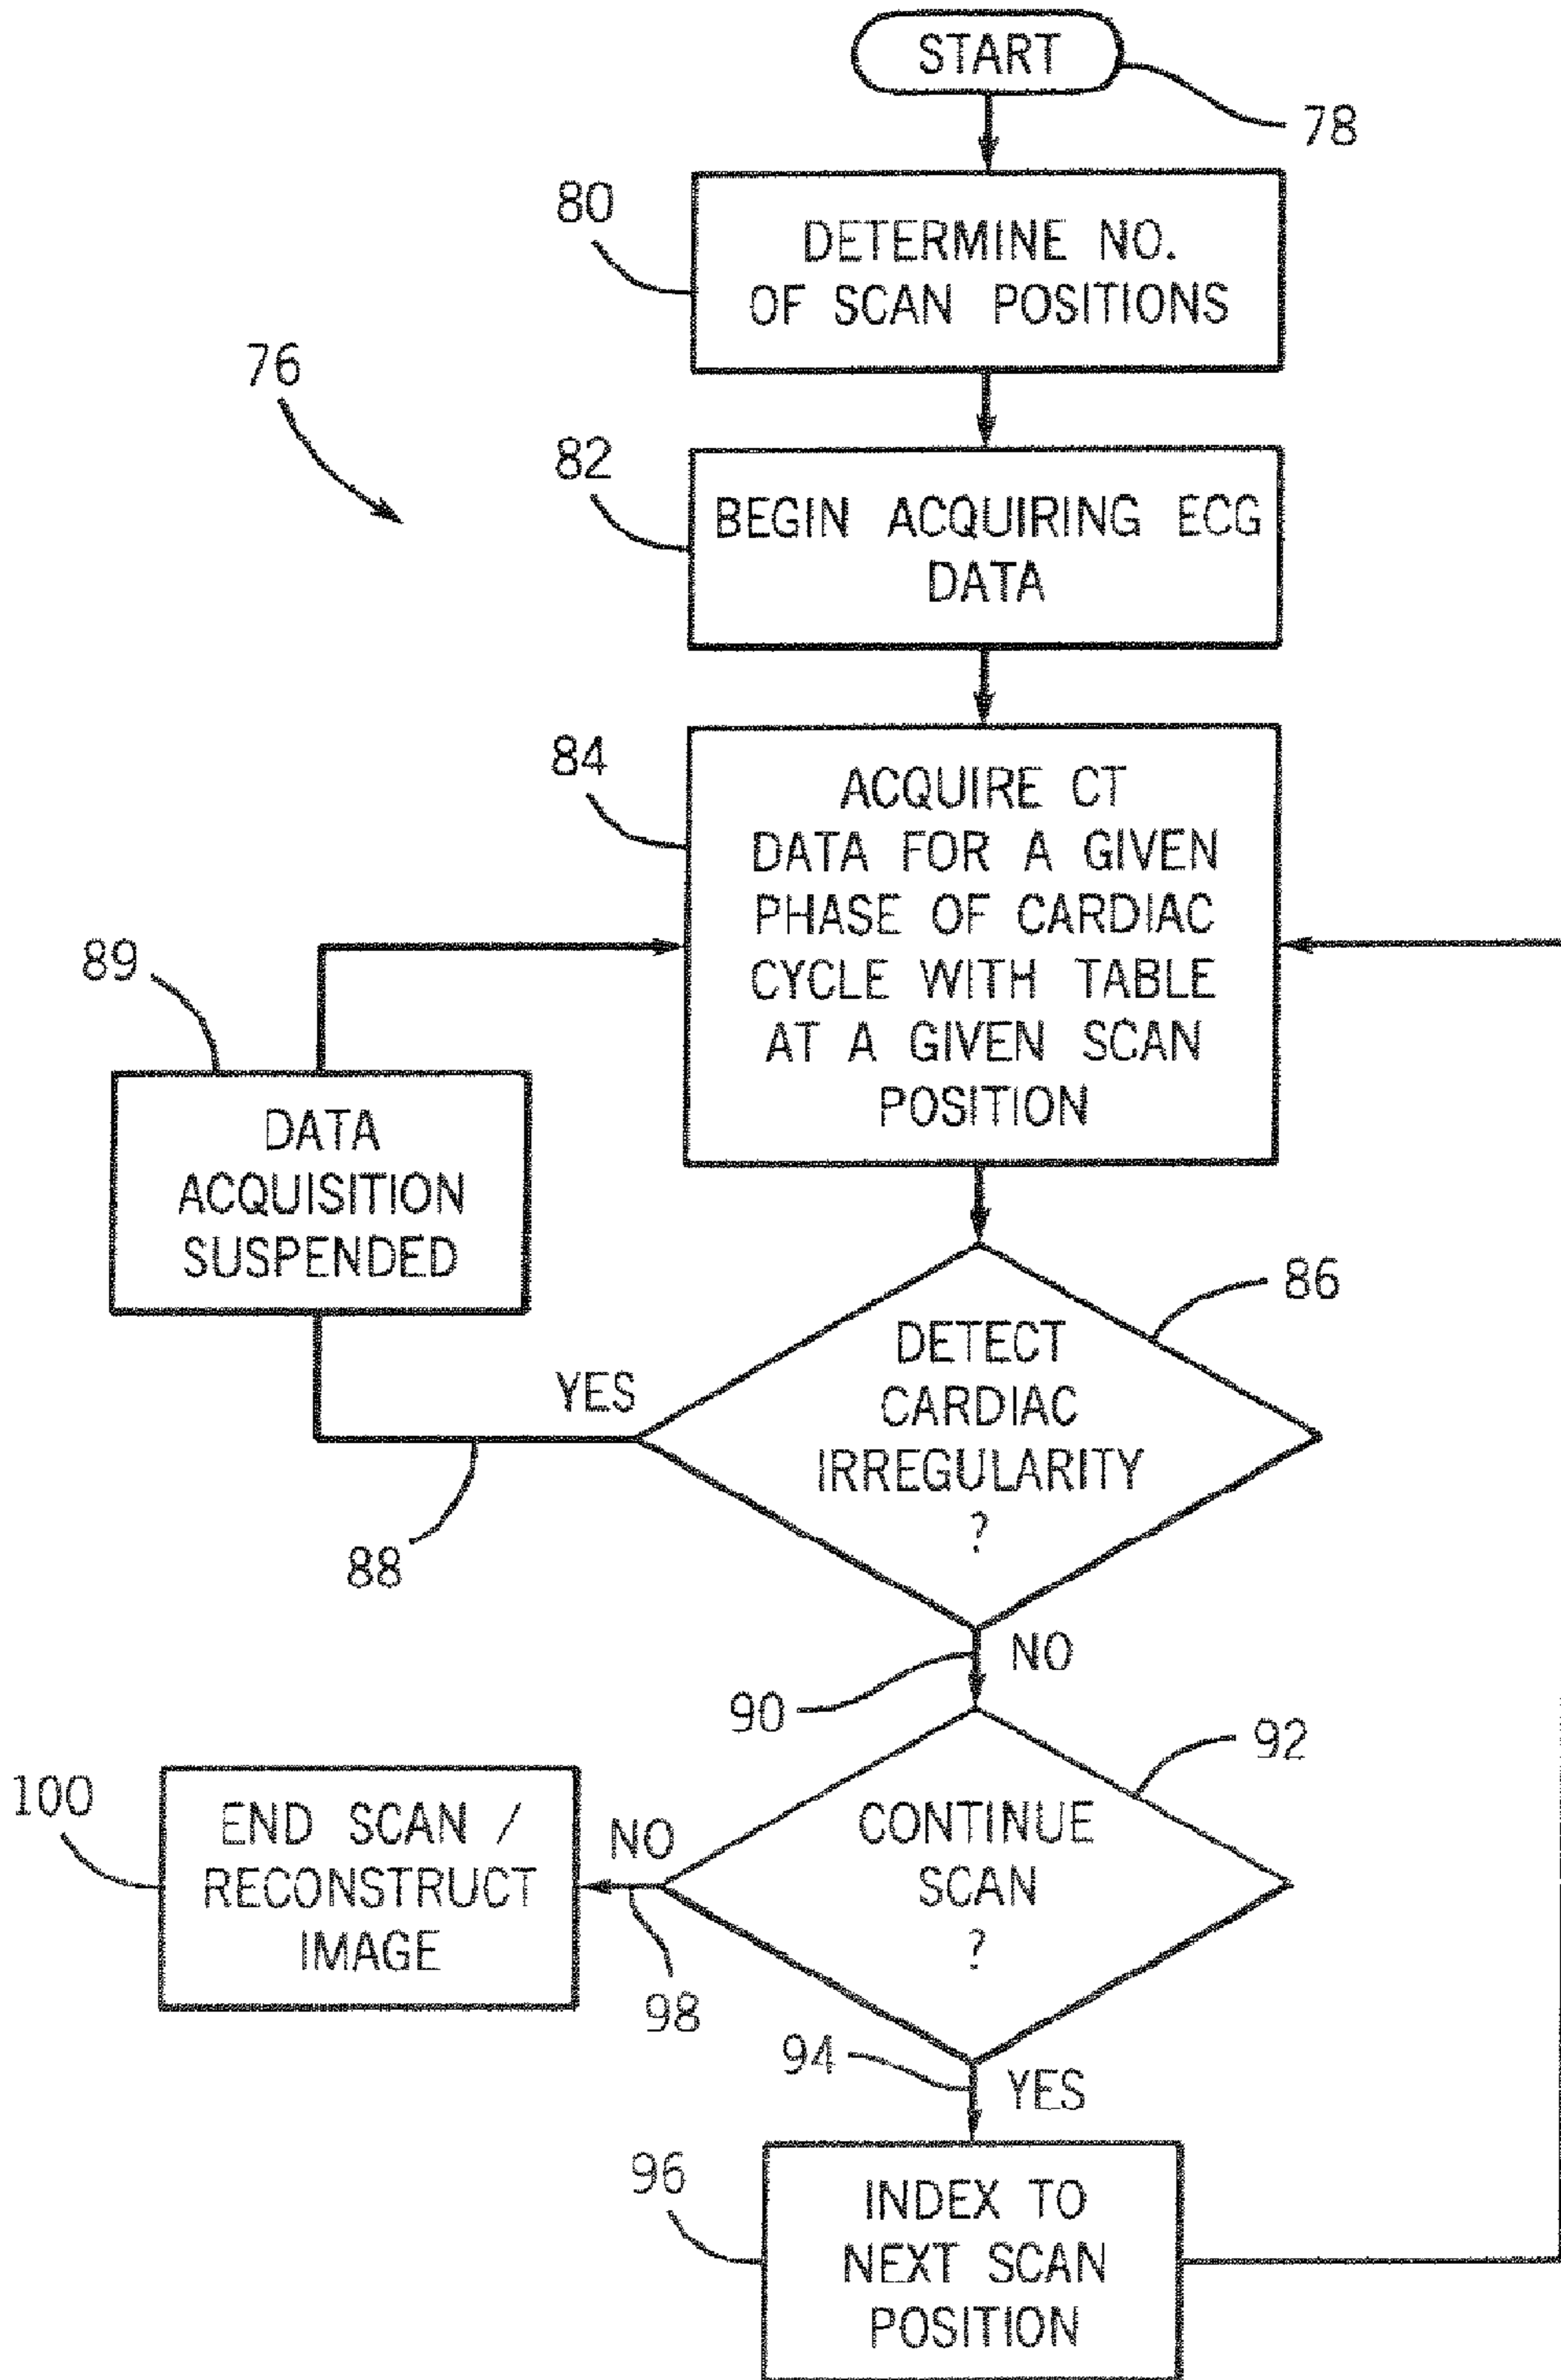 START
78
80
DETERMINE NO.
OF SCAN POSITIONS
76
82
BEGIN ACQUIRING ECG
DATA
84
ACQUIRE CT
DATA FOR A GIVEN
PHASE OF CARDIAC
CYCLE WITH TABLE
AT A GIVEN SCAN
POSITION
89
DATA
ACQUISITION
SUSPENDED
86
DETECT
CARDIAC
IRREGULARITY
?
YES
88
90
NO
92
CONTINUE
SCAN
?
100
END SCAN /
RECONSTRUCT
IMAGE
NO
98
94
YES
96
INDEX TO
NEXT SCAN
POSITION